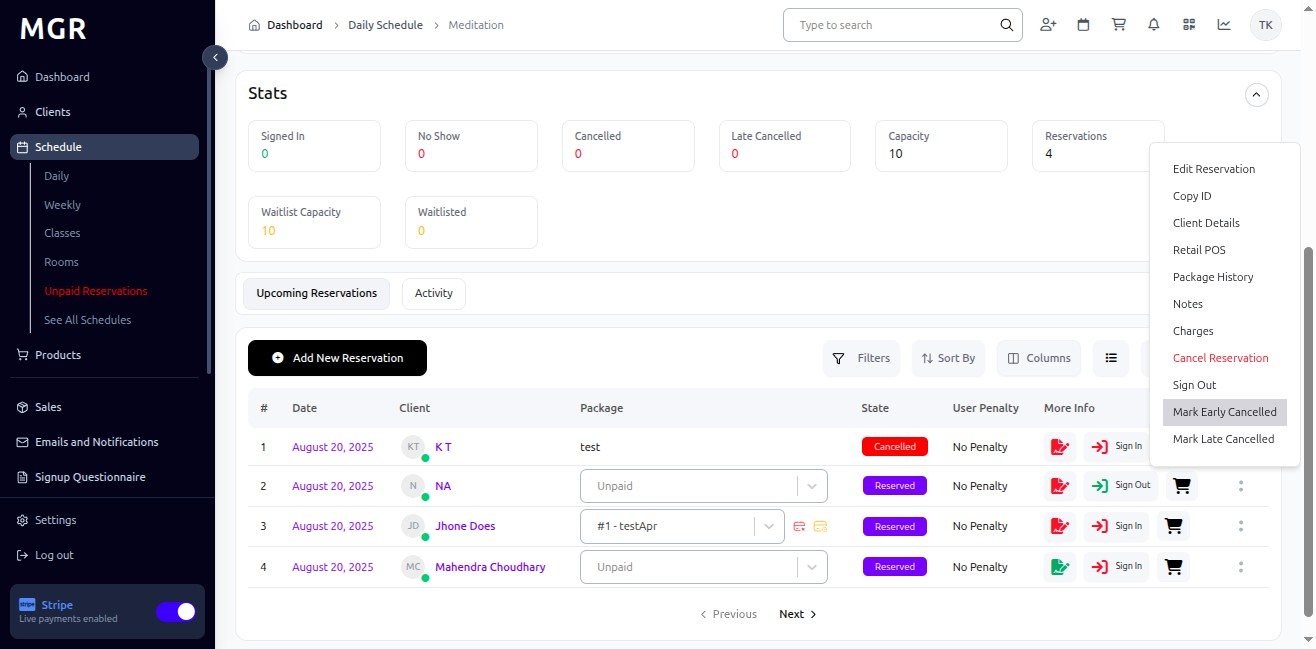 MGR
Dashboard
Clients
Schedule
Daily
Weekly
Classes
Rooms
Unpaid Reservations
See All Schedules
Products
Sales
Emails and Notifications
Signup Questionnaire
Settings
Log out
stripe Stripe
Live payments enabled
Dashboard > Daily Schedule > Meditation
Type to search
TK
Stats
Signed In
0
No Show
0
Cancelled
0
Late Cancelled
0
Capacity
10
Reservations
4
Waitlist Capacity
10
Waitlisted
0
Upcoming Reservations Activity
Add New Reservation Filters Sort By Columns
# Date Client Package State User Penalty More Info
1 August 20, 2025 KT K T test Cancelled No Penalty Sign In
2 August 20, 2025 N NA Unpaid Reserved No Penalty Sign Out
3 August 20, 2025 JD Jhone Does #1 - testApr Reserved No Penalty Sign In
4 August 20, 2025 MC Mahendra Choudhary Unpaid Reserved No Penalty Sign In
< Previous Next >
Edit Reservation
Copy ID
Client Details
Retail POS
Package History
Notes
Charges
Cancel Reservation
Sign Out
Mark Early Cancelled
Mark Late Cancelled